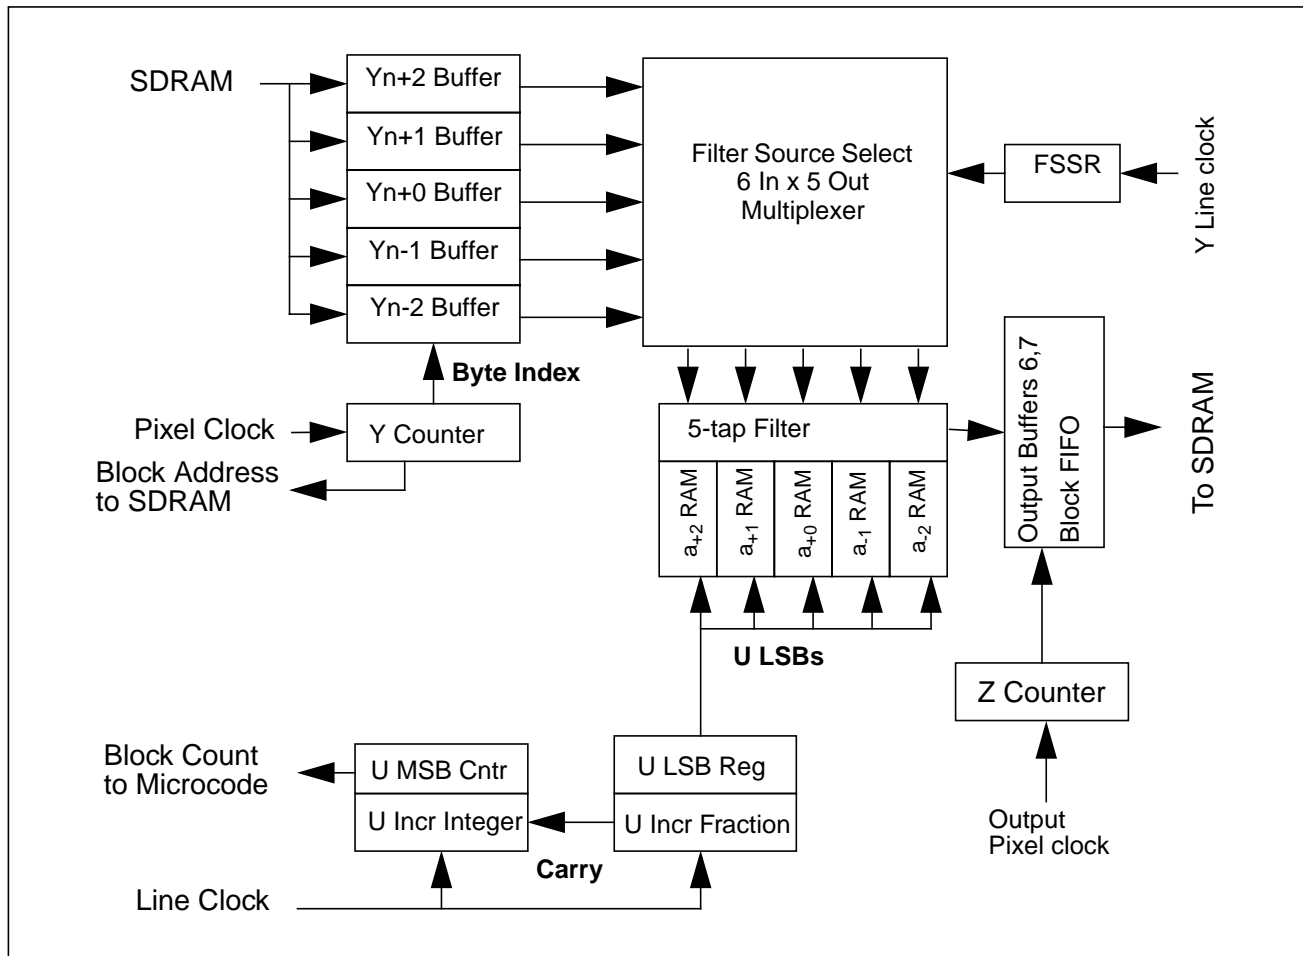 SDRAM
Yn+2 Buffer
Yn+1 Buffer
Yn+0 Buffer
Yn-1 Buffer
Yn-2 Buffer
Filter Source Select
6 In x 5 Out
Multiplexer
FSSR
Y Line clock
Byte Index
Pixel Clock
Y Counter
Block Address
to SDRAM
5-tap Filter
a+2 RAM
a+1 RAM
a+0 RAM
a-1 RAM
a-2 RAM
Output Buffers 6,7
Block FIFO
To SDRAM
U LSBs
Z Counter
Block Count
to Microcode
U MSB Cntr
U LSB Reg
U Incr Integer
U Incr Fraction
Carry
Line Clock
Output
Pixel clock